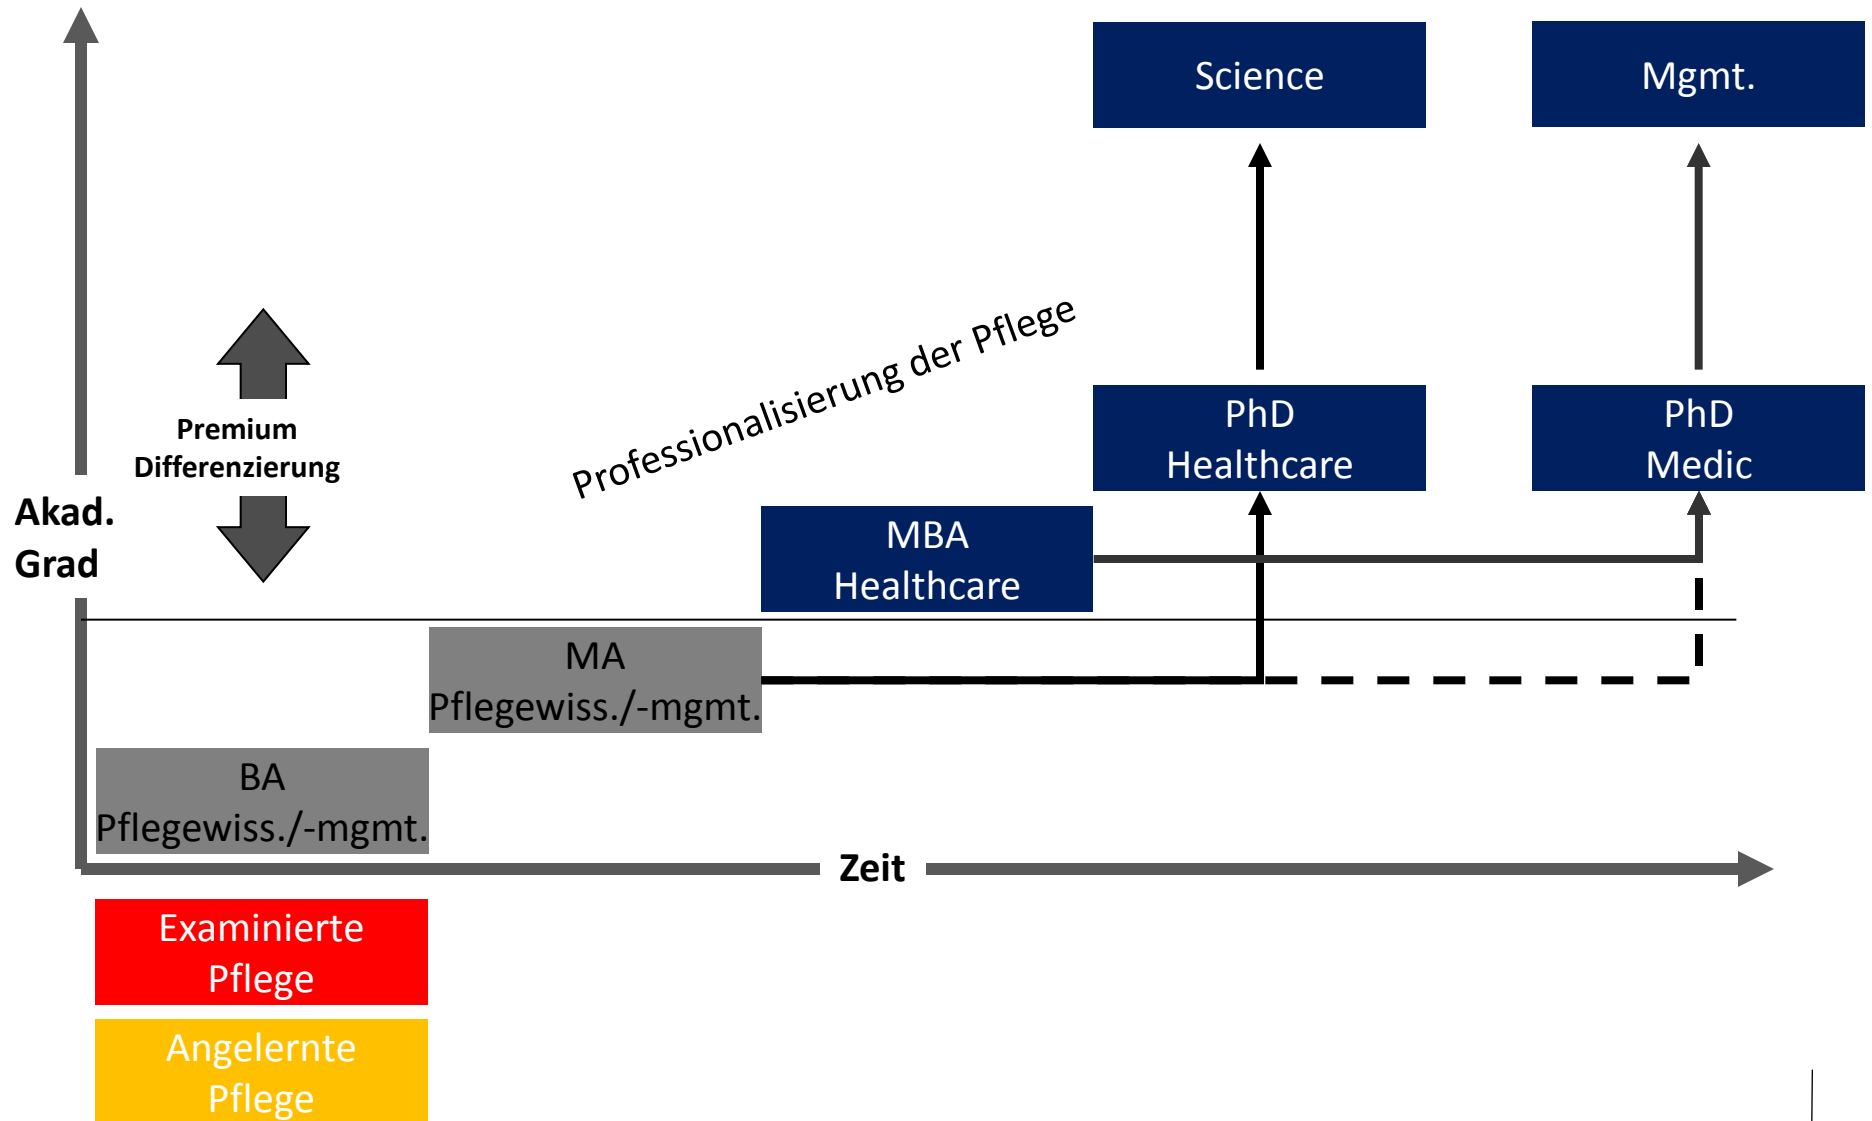 Science
Mgmt.
Professionalisierung der Pflege
Premium
Differenzierung
PhD
Healthcare
PhD
Medic
Akad.
Grad
MBA
Healthcare
MA
Pflegewiss./-mgmt.
BA
Pflegewiss./-mgmt.
Zeit
Examinierte
Pflege
Angelernte
Pflege